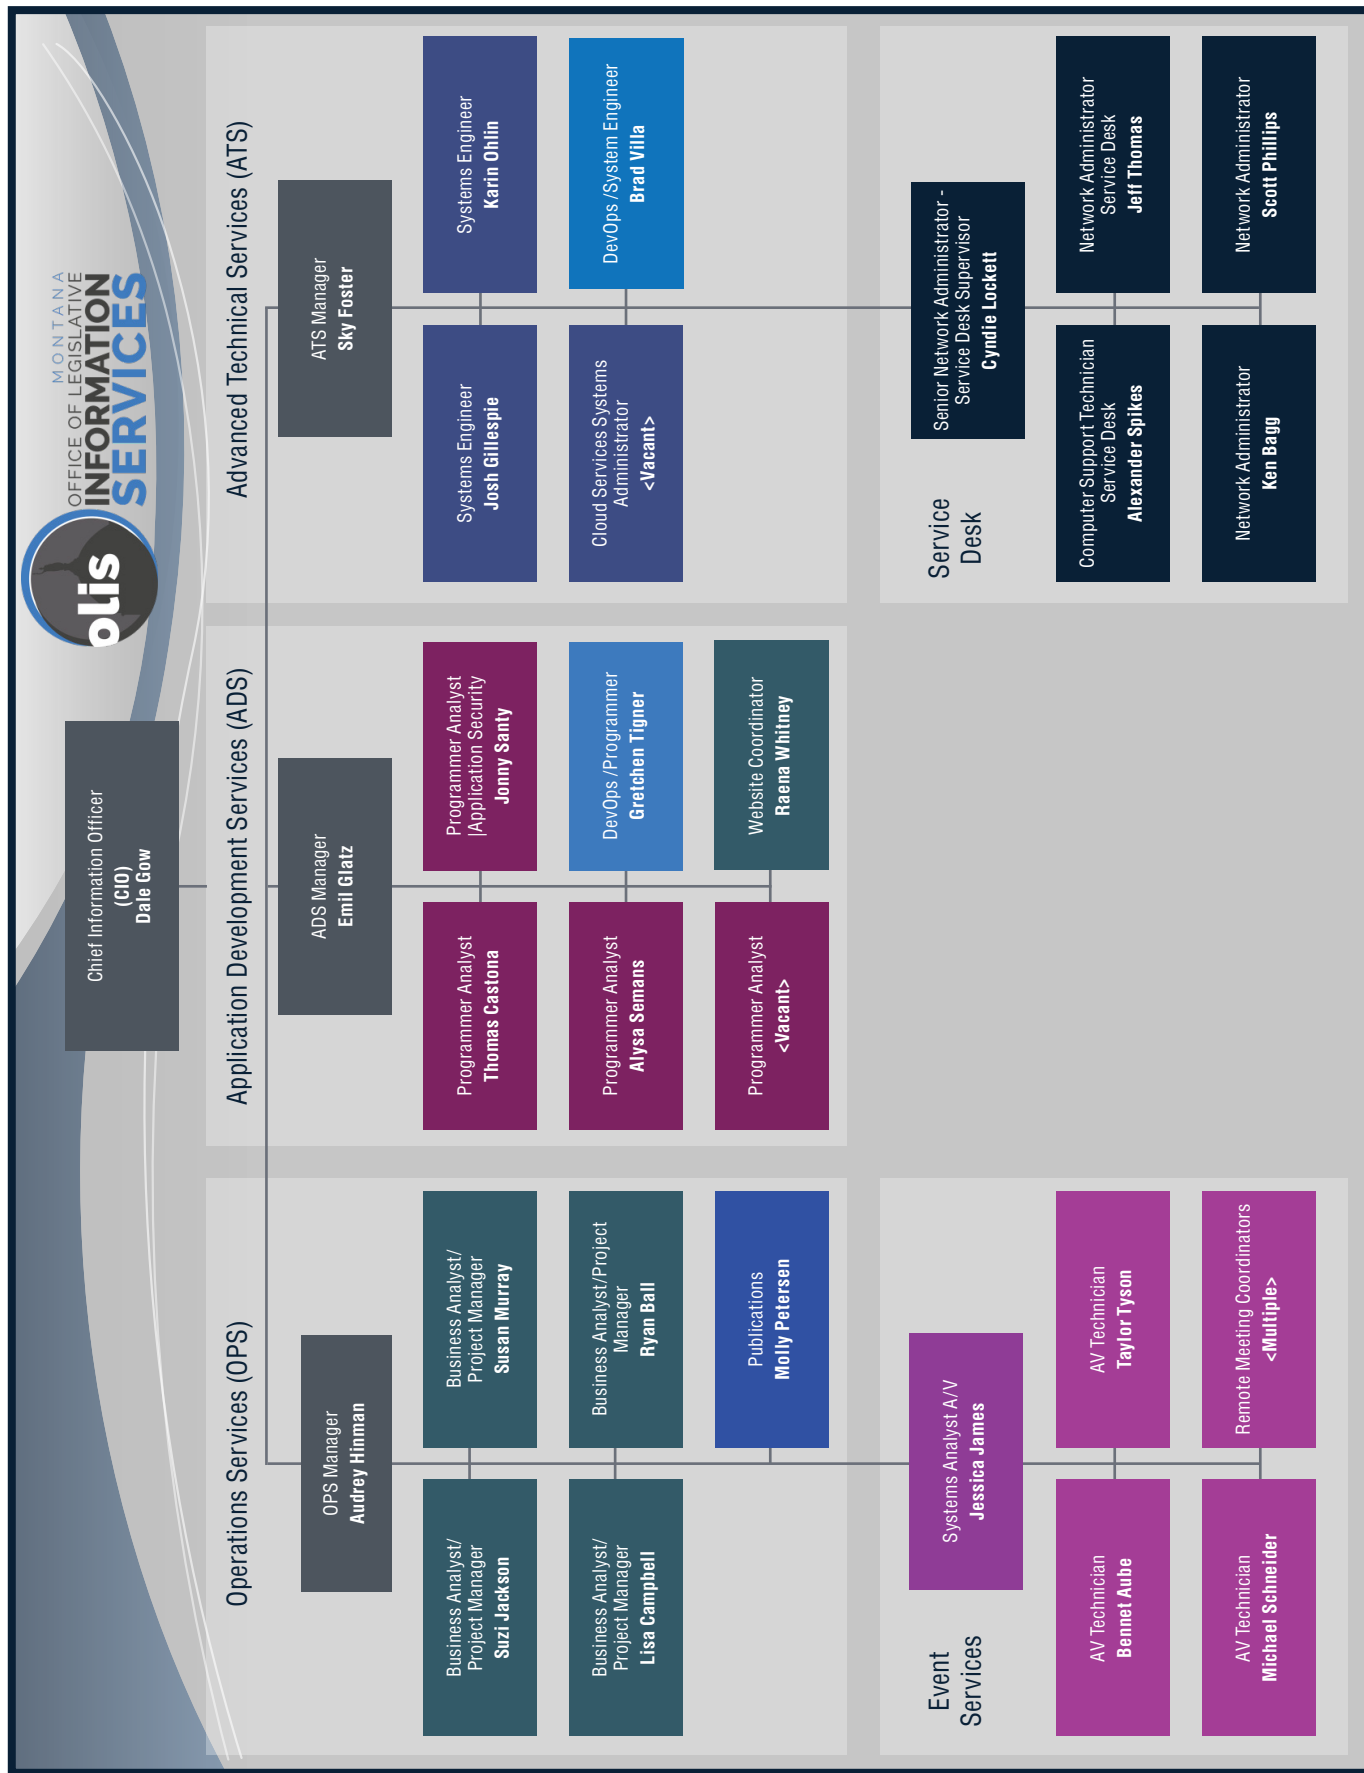 MONTANA
OFFICE OF LEGISLATIVE
INFORMATION
SERVICES
olis
Chief Information Officer
(CIO)
Dale Gow
Operations Services (OPS)
OPS Manager
Audrey Hinman
Business Analyst/
Project Manager
Suzi Jackson
Business Analyst/
Project Manager
Susan Murray
Business Analyst/
Project Manager
Lisa Campbell
Business Analyst/Project
Manager
Ryan Ball
Publications
Molly Petersen
Event
Services
Systems Analyst A/V
Jessica James
AV Technician
Bennet Aube
AV Technician
Taylor Tyson
AV Technician
Michael Schneider
Remote Meeting Coordinators
<Multiple>
Application Development Services (ADS)
ADS Manager
Emil Glatz
Programmer Analyst
Thomas Castona
Programmer Analyst
|Application Security
Jonny Santy
Programmer Analyst
Alysa Semans
DevOps /Programmer
Gretchen Tigner
Programmer Analyst
<Vacant>
Website Coordinator
Raena Whitney
Advanced Technical Services (ATS)
ATS Manager
Sky Foster
Systems Engineer
Josh Gillespie
Systems Engineer
Karin Ohlin
Cloud Services Systems
Administrator
<Vacant>
DevOps /System Engineer
Brad Villa
Service
Desk
Senior Network Administrator -
Service Desk Supervisor
Cyndie Lockett
Computer Support Technician
Service Desk
Alexander Spikes
Network Administrator
Service Desk
Jeff Thomas
Network Administrator
Ken Bagg
Network Administrator
Scott Phillips